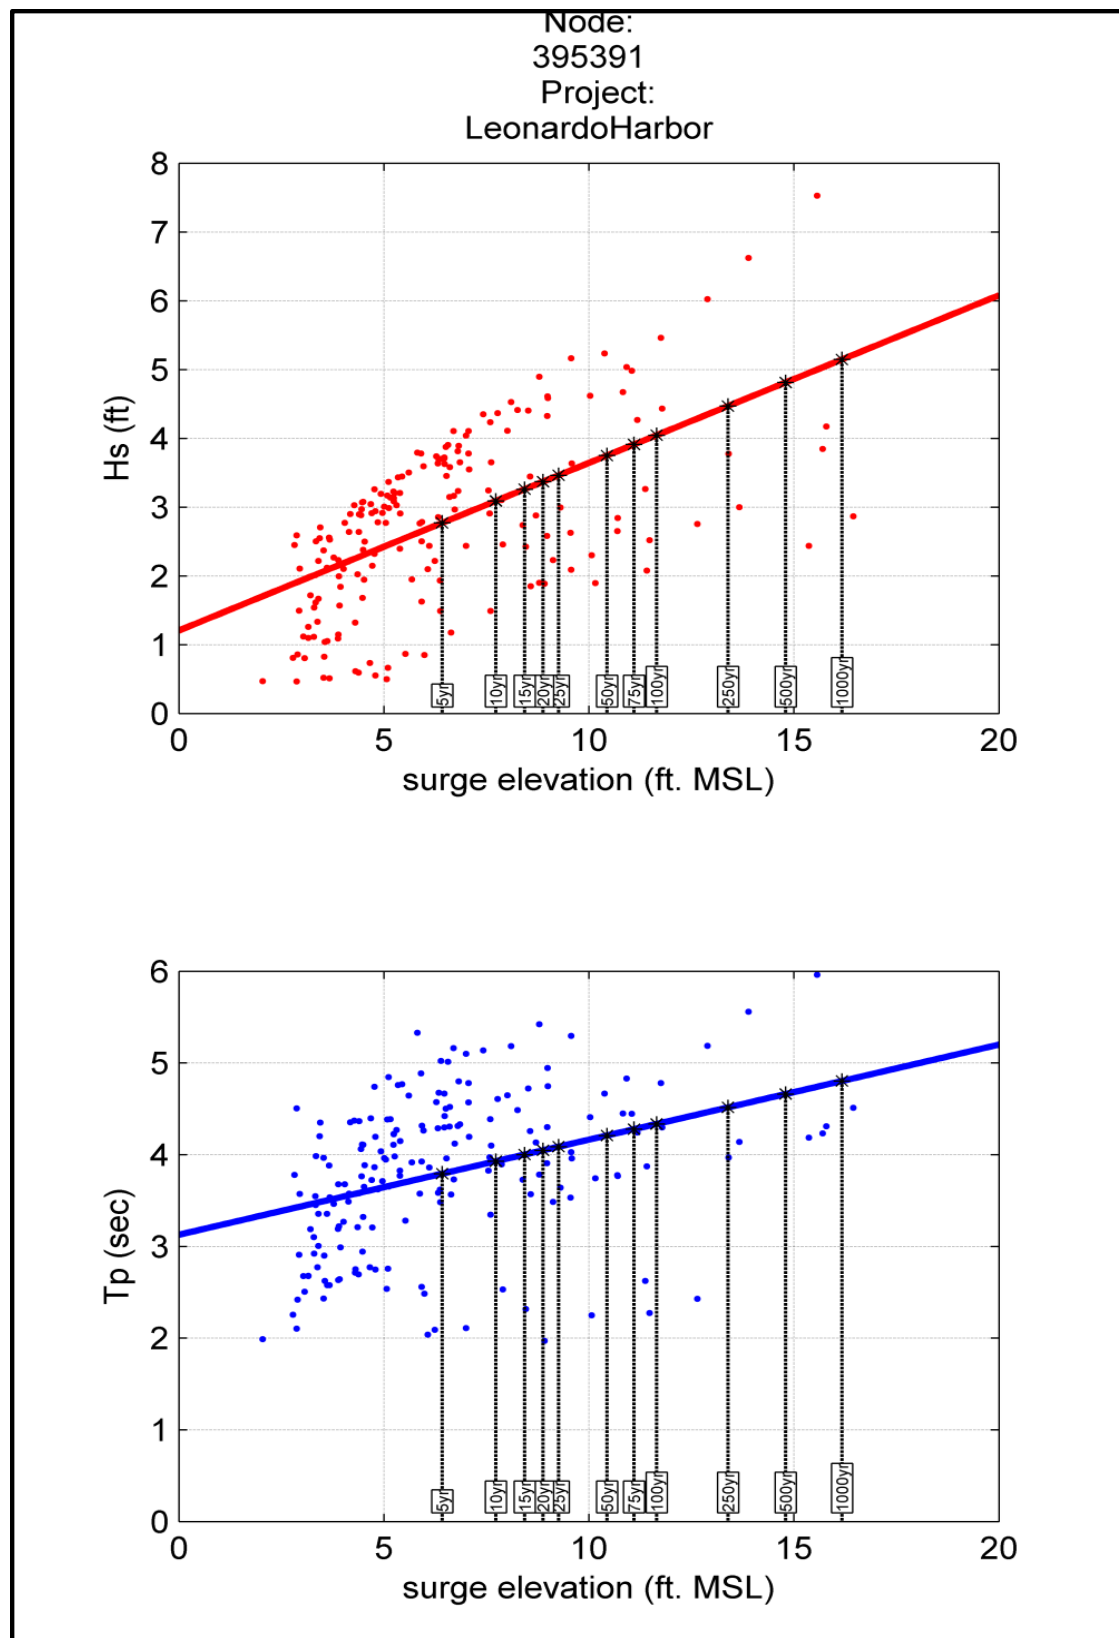 Node:
395391
Project:
LeonardoHarbor
8
7
6
5
4
3
2
1
0
Hs (ft)
5yr
10yr
15yr
20yr
25yr
50yr
75yr
100yr
250yr
500yr
1000yr
0 5 10 15 20
surge elevation (ft. MSL)
6
5
4
3
2
1
0
Tp (sec)
5yr
10yr
15yr
20yr
25yr
50yr
75yr
100yr
250yr
500yr
1000yr
0 5 10 15 20
surge elevation (ft. MSL)